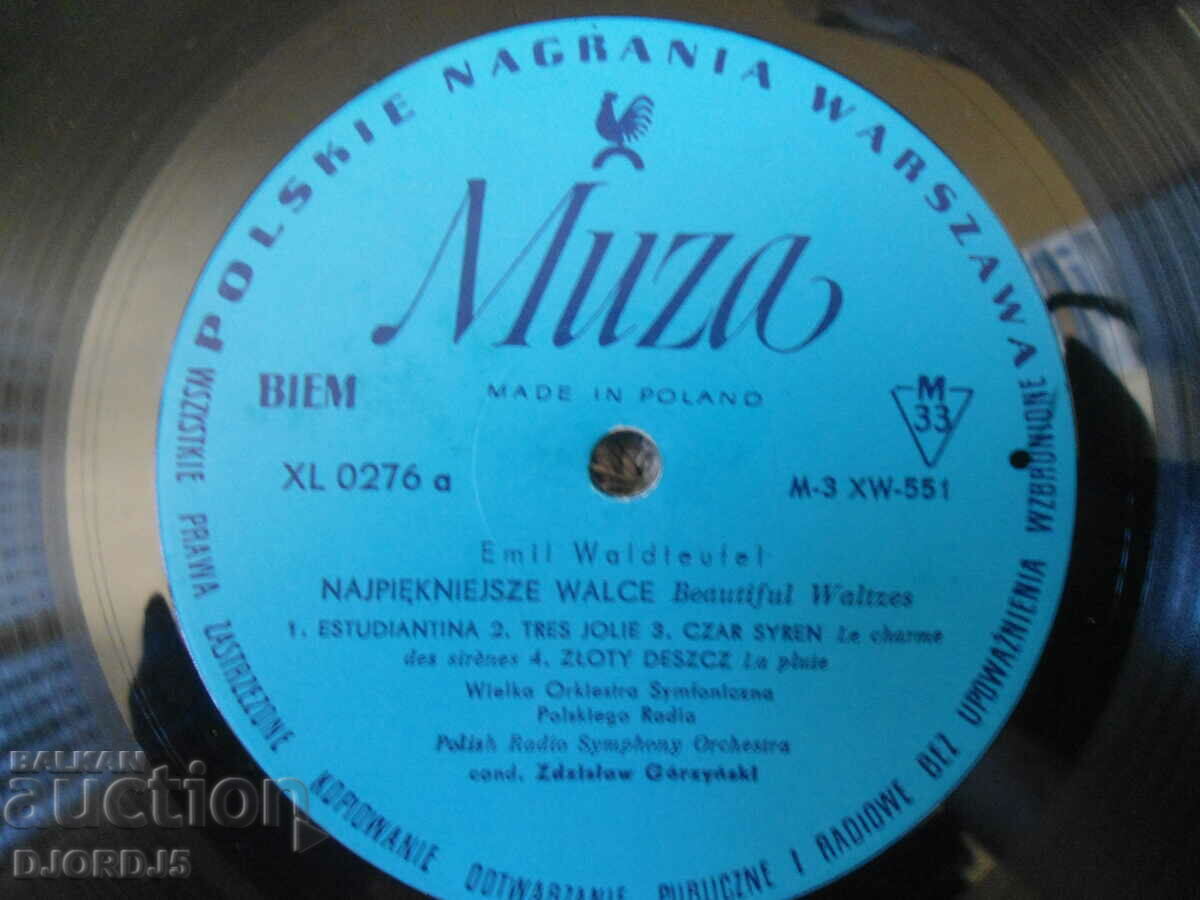 POLSKIE NAGRANIA WARSZAWA
Muza
BIEM
MADE IN POLAND
M
33
XL 0276 a
M-3 XW-551
Emil Waldteufel
NAJPIĘKNIEJSZE WALCE Beautiful Waltzes
1. ESTUDIANTINA 2. TRES JOLIE 3. CZAR SYREN Le charme
des sirènes 4. ZŁOTY DESZCZ La pluie
Wielka Orkiestra Symfoniczna
Polskiego Radia
Polish Radio Symphony Orchestra
cond. Zdzisław Górzyński
WSZYSTKIE PRAWA ZASTRZEŻONE KOPIOWANIE ODTWARZANIE PUBLICZNE I RADIOWE BEZ UPOWAŻNIENIA WZBRONIONE
BALKAN
auction
DJORDJ5